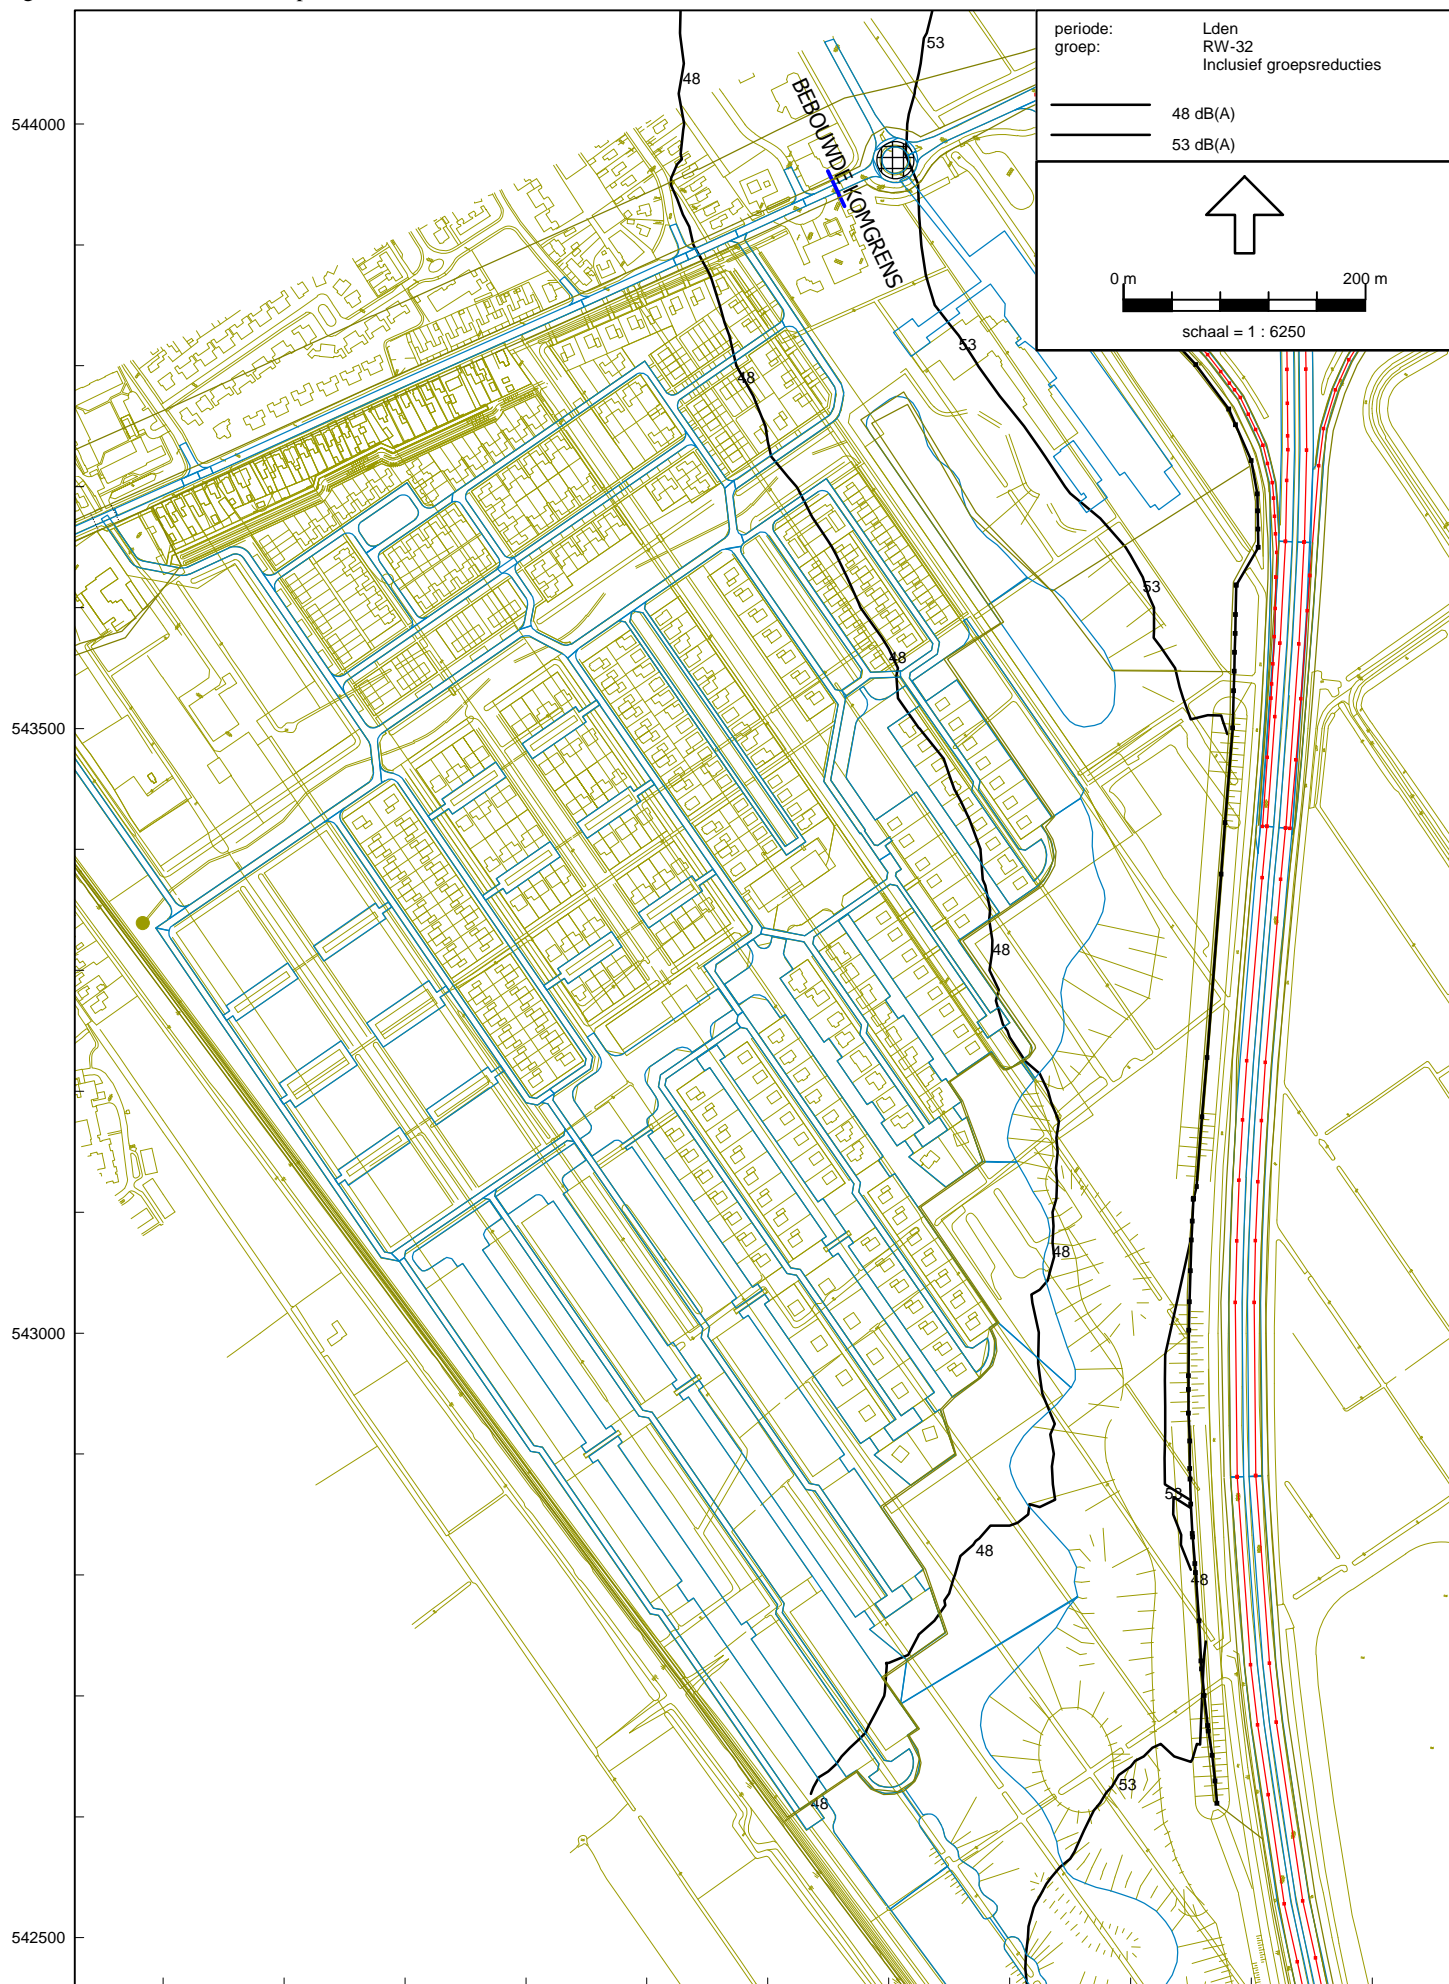 periode: Lden
groep: RW-32
Inclusief groepsreducties
48 dB(A)
53 dB(A)
0 m 200 m
schaal = 1 : 6250
BEBOUWDE KOMGRENS
544000
543500
543000
542500
53
48
53
48
53
48
48
48
53
48
48
53
48